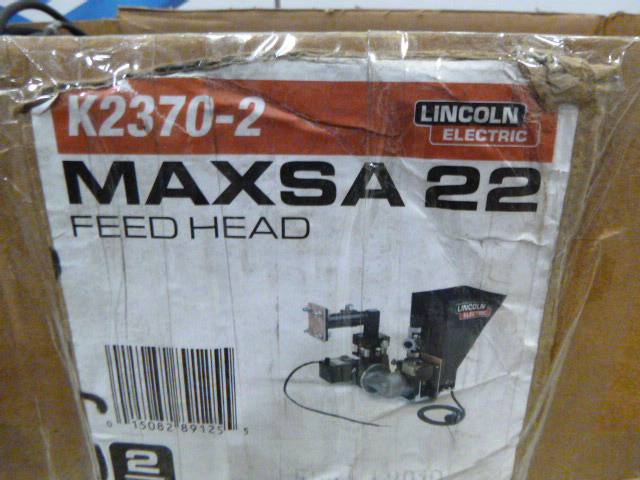 K2370-2
LINCOLN
ELECTRIC
MAXSA 22
FEED HEAD
LINCOLN
ELECTRIC
0 15082 89125 5
2